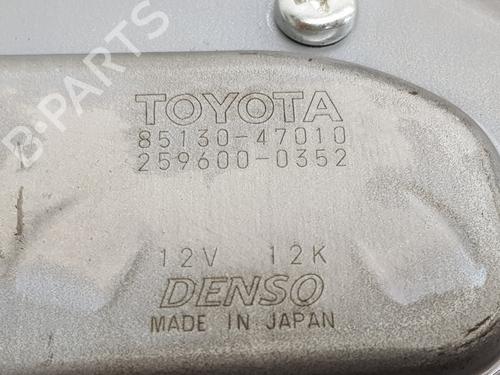 TOYOTA
85130-47010
259600-0352
12V 12K
DENSO
MADE IN JAPAN
B-PARTS